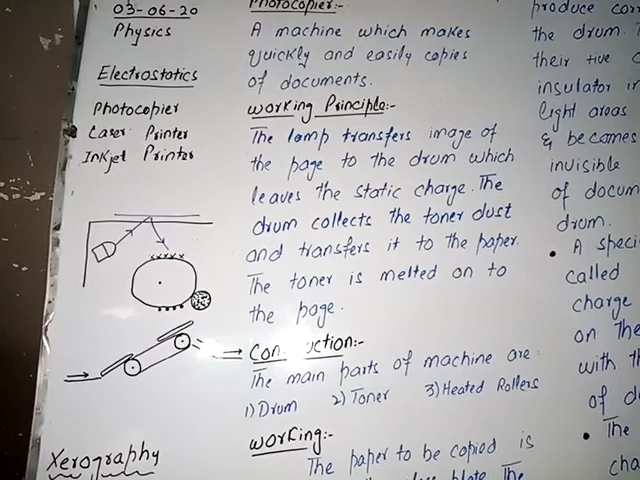 03-06-20
Physics
Electrostatics
Photocopier
Laser Printer
InkJet Printer
Xerography
Photocopier:-
A machine which makes
quickly and easily copies
of documents.
Working Principle:-
The lamp transfers image of
the page to the drum which
leaves the static charge. The
drum collects the toner dust
and transfers it to the paper.
The toner is melted on to
the page.
Construction:-
The main parts of machine are:
1) Drum 2) Toner 3) Heated Rollers
Working:-
The paper to be copied is
plate. The
produce
the drum.
their +ive
insulator
light areas
& becomes
invisible
of
drum.
• A
called
charge
on the
with
of
• The